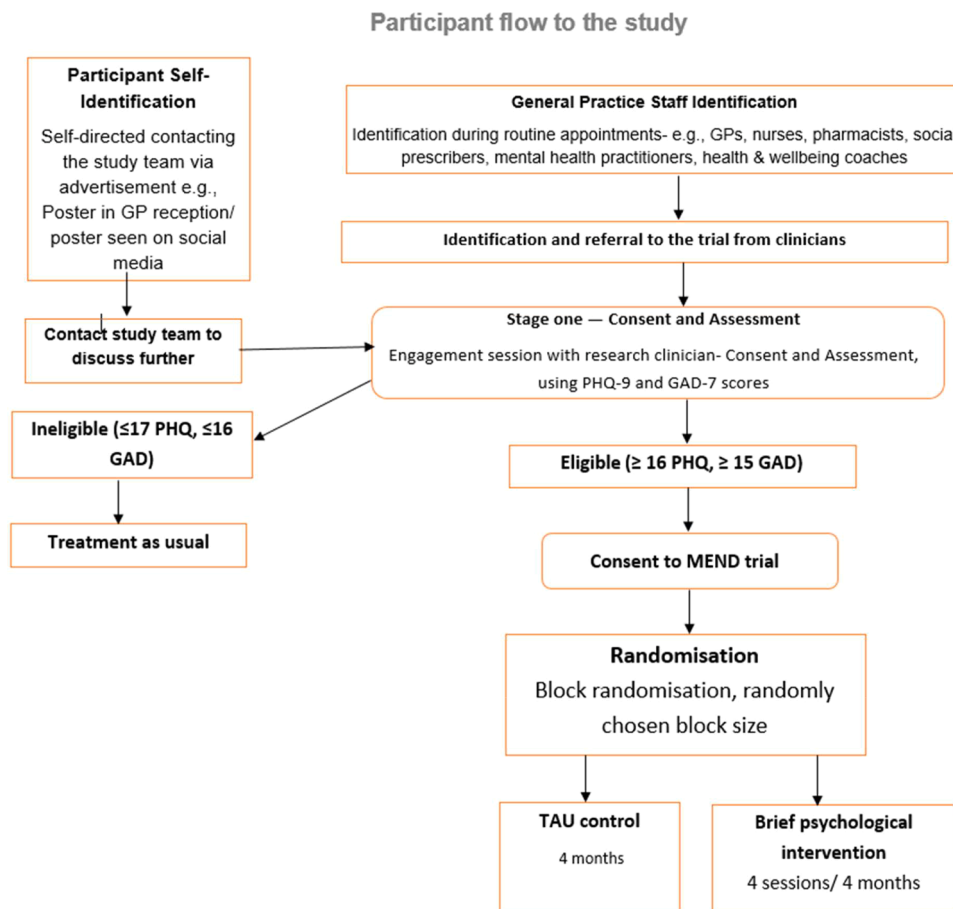 Participant flow to the study
Participant Self-
Identification
Self-directed contacting
the study team via
advertisement e.g.,
Poster in GP reception/
poster seen on social
media
General Practice Staff Identification
Identification during routine appointments- e.g., GPs, nurses, pharmacists, social
prescribers, mental health practitioners, health & wellbeing coaches
Identification and referral to the trial from clinicians
Contact study team to
discuss further
Stage one — Consent and Assessment
Engagement session with research clinician- Consent and Assessment,
using PHQ-9 and GAD-7 scores
Ineligible (≤17 PHQ, ≤16
GAD)
Treatment as usual
Eligible (≥ 16 PHQ, ≥ 15 GAD)
Consent to MEND trial
Randomisation
Block randomisation, randomly
chosen block size
TAU control
4 months
Brief psychological
intervention
4 sessions/ 4 months